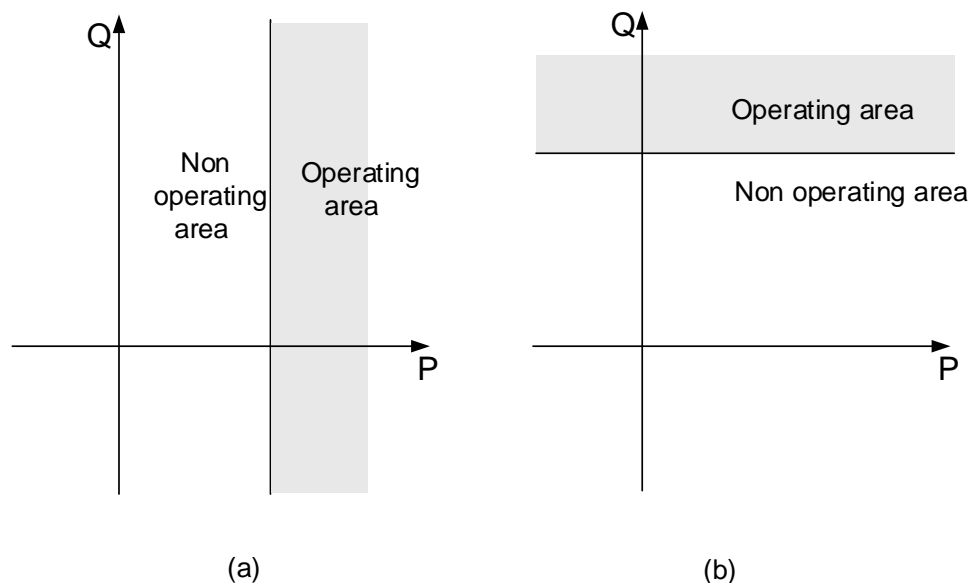 Q
Non
operating
area
Operating
area
P
(a)
Q
Operating area
Non operating area
P
(b)